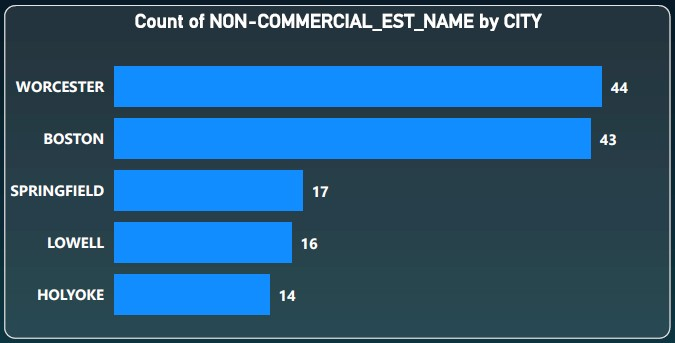 Count of NON-COMMERCIAL_EST_NAME by CITY
WORCESTER 44
BOSTON 43
SPRINGFIELD 17
LOWELL 16
HOLYOKE 14